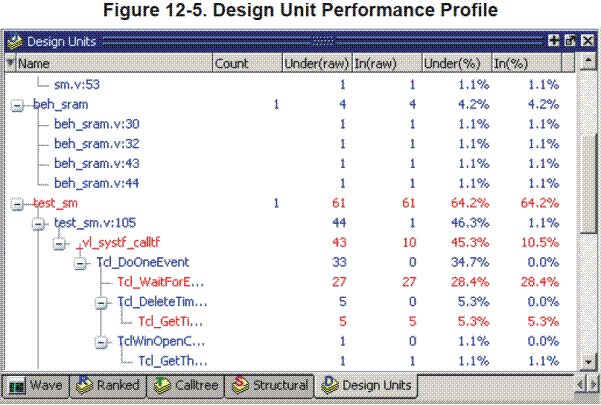 Figure 12-5. Design Unit Performance Profile
Design Units
Name Count Under(raw) In(raw) Under(%) In(%)
sm.v:53 1 1 1.1% 1.1%
beh_sram 1 4 4 4.2% 4.2%
beh_sram.v:30 1 1 1.1% 1.1%
beh_sram.v:32 1 1 1.1% 1.1%
beh_sram.v:43 1 1 1.1% 1.1%
beh_sram.v:44 1 1 1.1% 1.1%
test_sm 1 61 61 64.2% 64.2%
test_sm.v:105 44 1 46.3% 1.1%
_vl_systf_calltf 43 10 45.3% 10.5%
Tcl_DoOneEvent 33 0 34.7% 0.0%
Tcl_WaitForE... 27 27 28.4% 28.4%
Tcl_DeleteTim... 5 0 5.3% 0.0%
Tcl_GetTi... 5 5 5.3% 5.3%
TclWinOpenC... 1 0 1.1% 0.0%
Tcl_GetTh... 1 1 1.1% 1.1%
Wave Ranked Calltree Structural Design Units